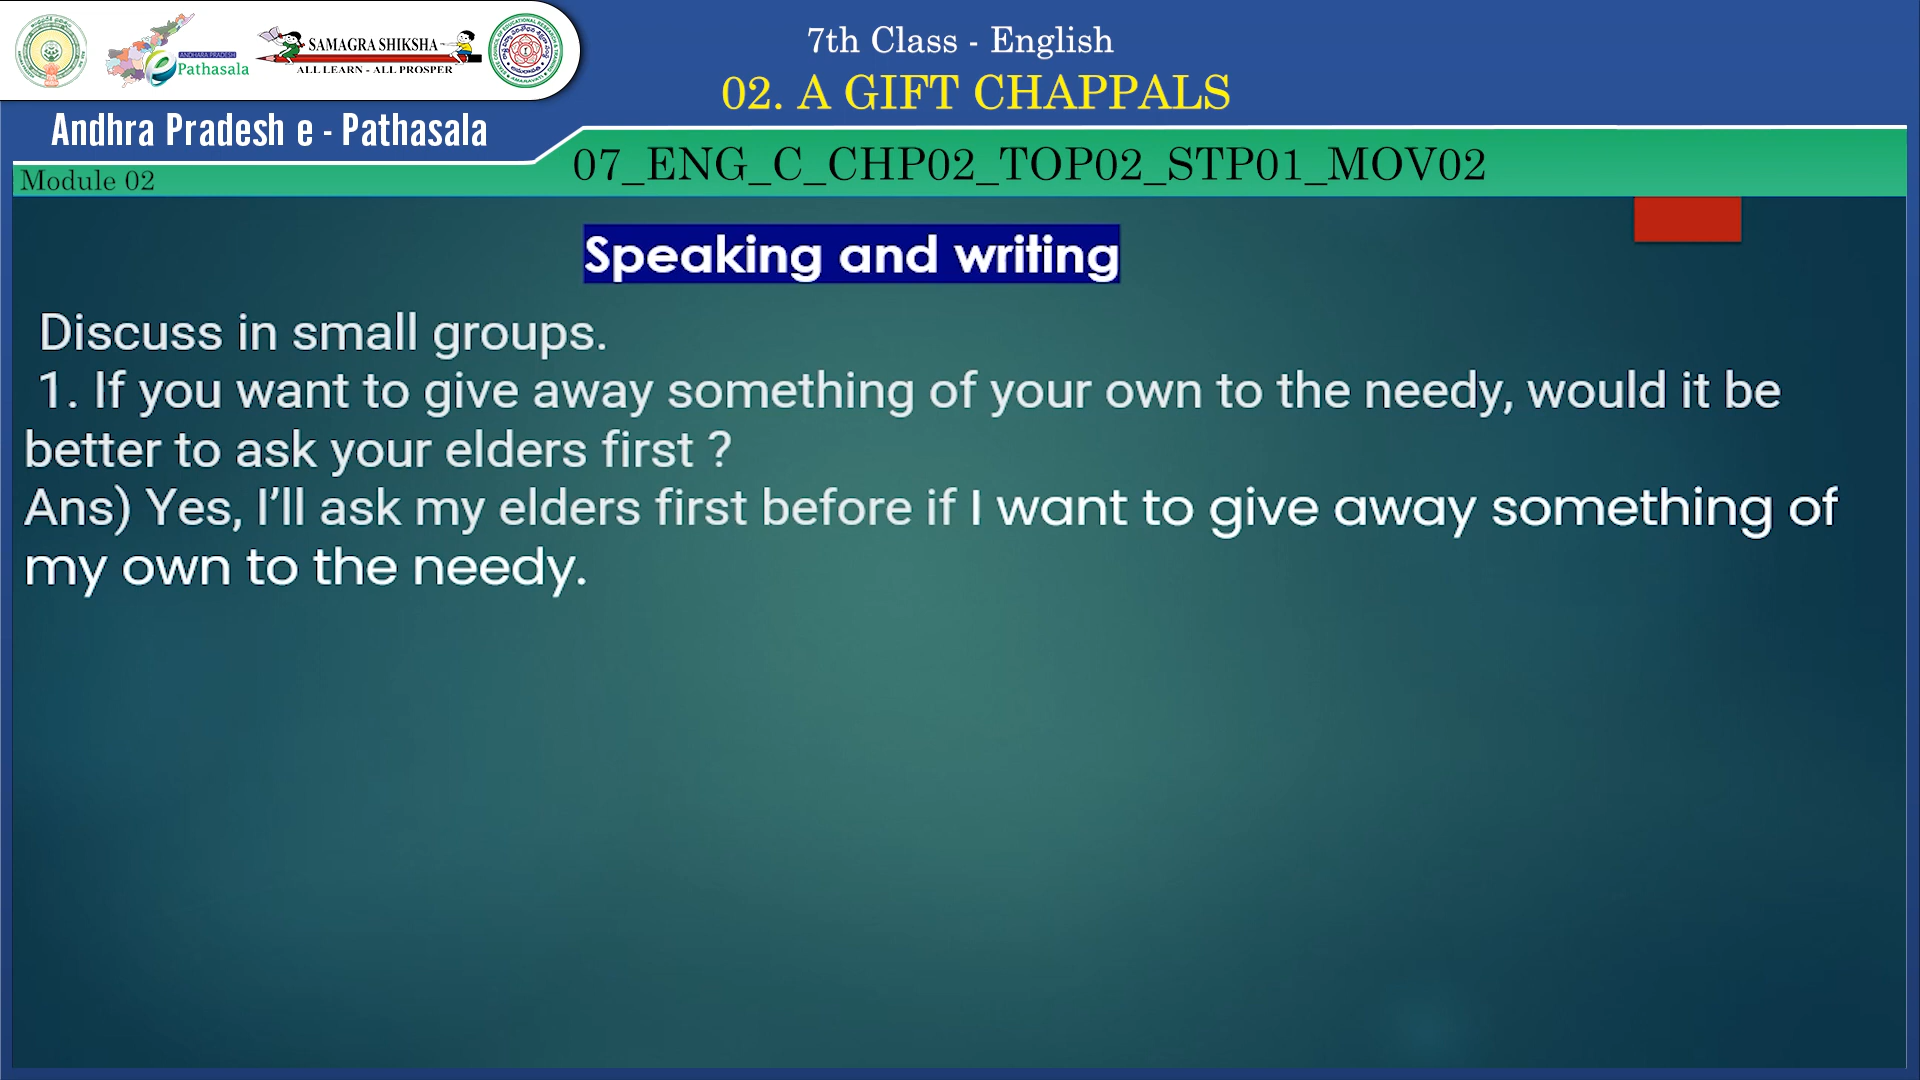 ANDHRA PRADESH
e Pathasala
SAMAGRA SHIKSHA
ALL LEARN - ALL PROSPER
Andhra Pradesh e - Pathasala
Module 02
7th Class - English
02. A GIFT CHAPPALS
07_ENG_C_CHP02_TOP02_STP01_MOV02
Speaking and writing
Discuss in small groups.
1. If you want to give away something of your own to the needy, would it be
better to ask your elders first ?
Ans) Yes, I’ll ask my elders first before if I want to give away something of
my own to the needy.